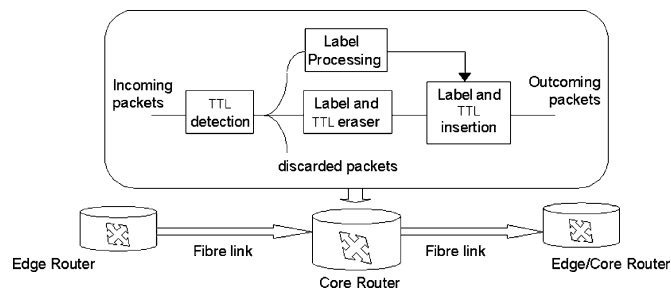 Label
Processing
Incoming
packets
TTL
detection
Label and
TTL eraser
Label and
TTL
insertion
Outcoming
packets
discarded packets
Edge Router
Fibre link
Core Router
Fibre link
Edge/Core Router